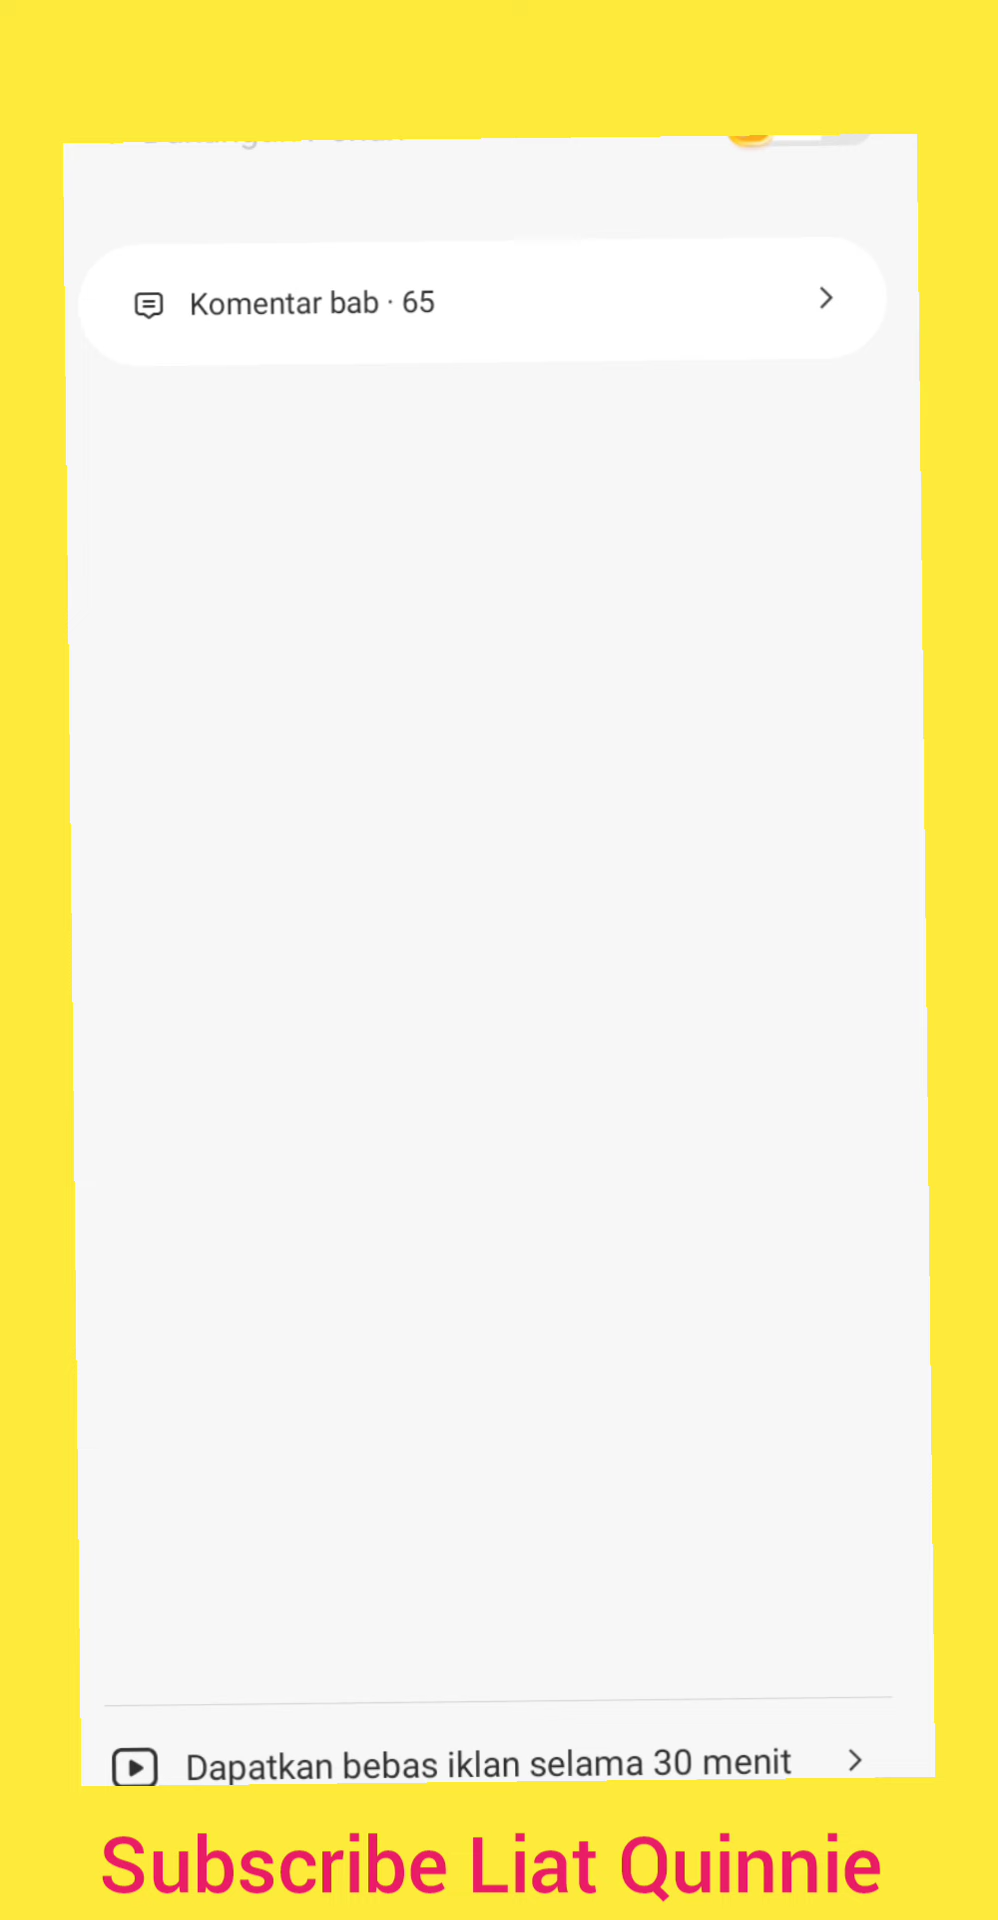 Komentar bab · 65
Dapatkan bebas iklan selama 30 menit
Subscribe Liat Quinnie